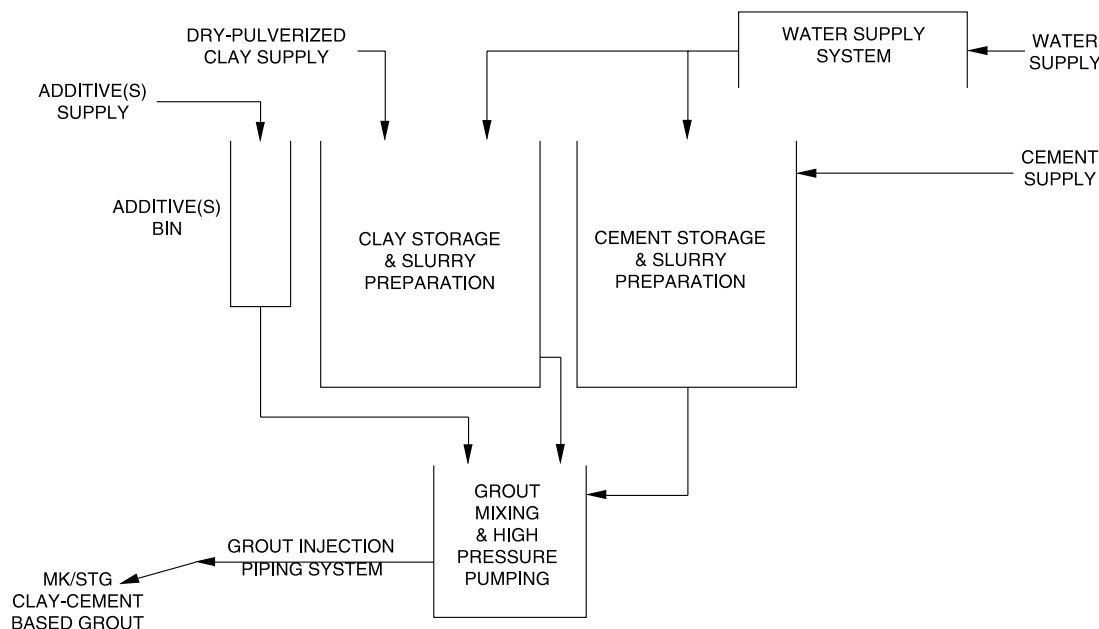 DRY-PULVERIZED
CLAY SUPPLY
WATER SUPPLY
SYSTEM
WATER
SUPPLY
ADDITIVE(S)
SUPPLY
CEMENT
SUPPLY
ADDITIVE(S)
BIN
CLAY STORAGE
& SLURRY
PREPARATION
CEMENT STORAGE
& SLURRY
PREPARATION
GROUT
MIXING
& HIGH
PRESSURE
PUMPING
GROUT INJECTION
PIPING SYSTEM
MK/STG
CLAY-CEMENT
BASED GROUT